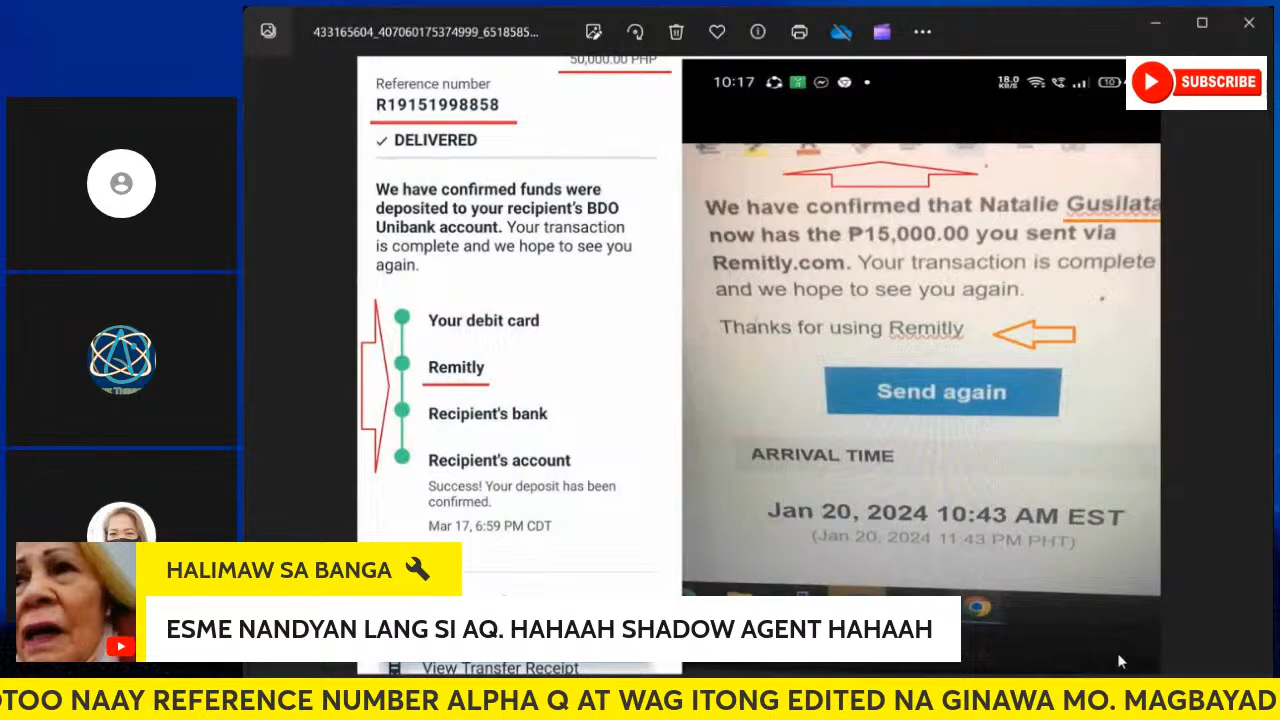 433165604_407060175374999_6518585...
50,000.00 PHP
Reference number
R19151998858
DELIVERED
We have confirmed funds were
deposited to your recipient's BDO
Unibank account. Your transaction
is complete and we hope to see you
again.
Your debit card
Remitly
Recipient's bank
Recipient's account
Success! Your deposit has been
confirmed.
Mar 17, 6:59 PM CDT
View Transfer Receipt
10:17
18.0
KB/S
10
SUBSCRIBE
We have confirmed that Natalie Gusilata
now has the ₱15,000.00 you sent via
Remitly.com. Your transaction is complete
and we hope to see you again.
Thanks for using Remitly
Send again
ARRIVAL TIME
Jan 20, 2024 10:43 AM EST
(Jan 20, 2024 11:43 PM PHT)
HALIMAW SA BANGA
ESME NANDYAN LANG SI AQ. HAHAAH SHADOW AGENT HAHAAH
OTOO NAAY REFERENCE NUMBER ALPHA Q AT WAG ITONG EDITED NA GINAWA MO. MAGBAYAD